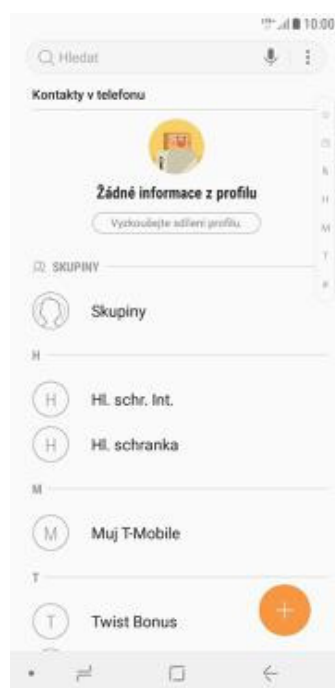 10:00
Hledat
Kontakty v telefonu
Žádné informace z profilu
Vyzkoušejte sdílení profilu.
SKUPINY
Skupiny
H
H Hl. schr. Int.
H Hl. schranka
M
M Muj T-Mobile
T
T Twist Bonus
&
H
M
T
#